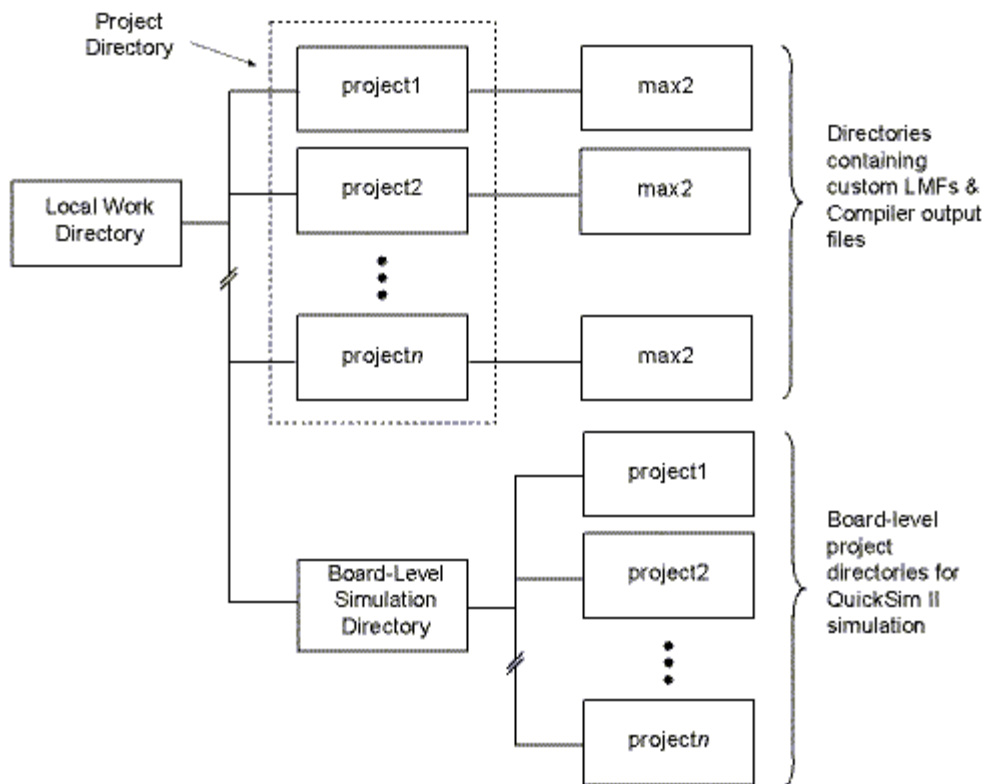 Project
Directory
project1
max2
project2
max2
Directories
containing
custom LMFs &
Compiler output
files
Local Work
Directory
projectn
max2
project1
Board-Level
Simulation
Directory
project2
Board-level
project
directories for
QuickSim II
simulation
projectn